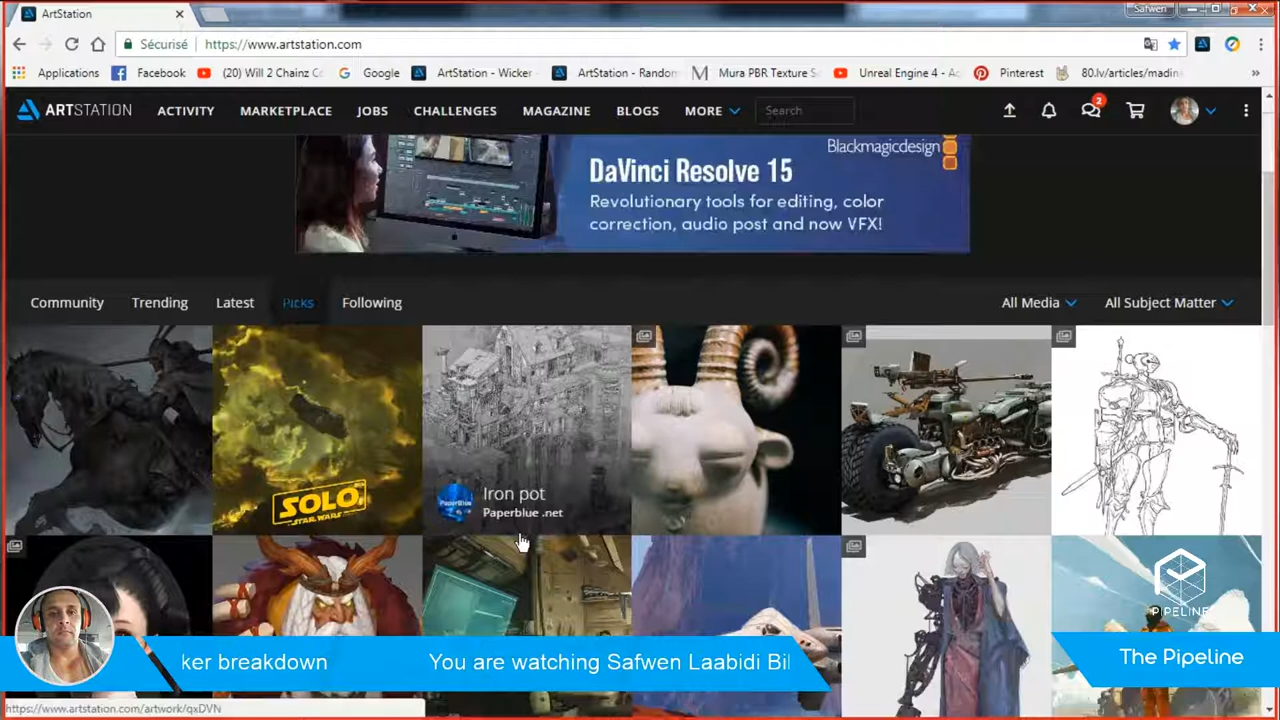 ArtStation
Safwen
Sécurisé
https://www.artstation.com
Applications
Facebook
(20) Will 2 Chainz
Google
ArtStation - Wicker
ArtStation - Random
Mura PBR Texture
Unreal Engine 4 -
Pinterest
80.lv/articles/madin
»
ARTSTATION
ACTIVITY
MARKETPLACE
JOBS
CHALLENGES
MAGAZINE
BLOGS
MORE
Search
2
Blackmagicdesign
DaVinci Resolve 15
Revolutionary tools for editing, color
correction, audio post and now VFX!
Community
Trending
Latest
Picks
Following
All Media
All Subject Matter
SOLO
STAR WARS
PaperBlue
Iron pot
Paperblue .net
PIPELINE
ker breakdown
You are watching Safwen Laabidi Bil
The Pipeline
https://www.artstation.com/artwork/qxDVN